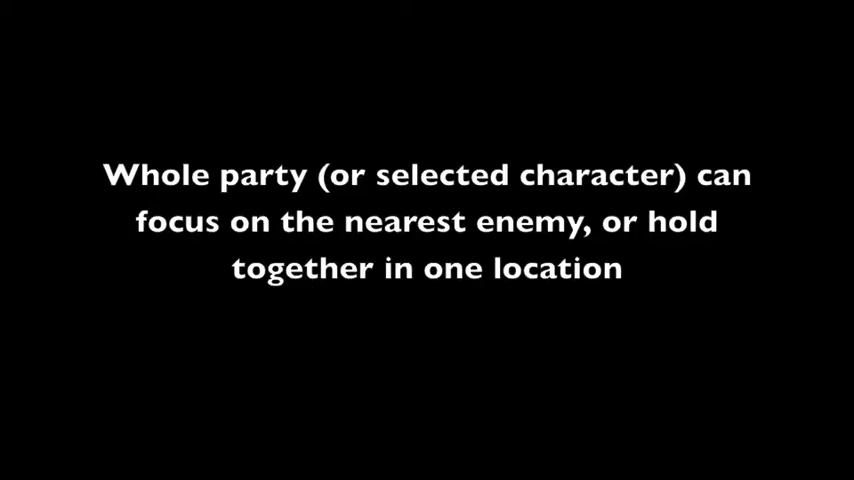 Whole party (or selected character) can
focus on the nearest enemy, or hold
together in one location